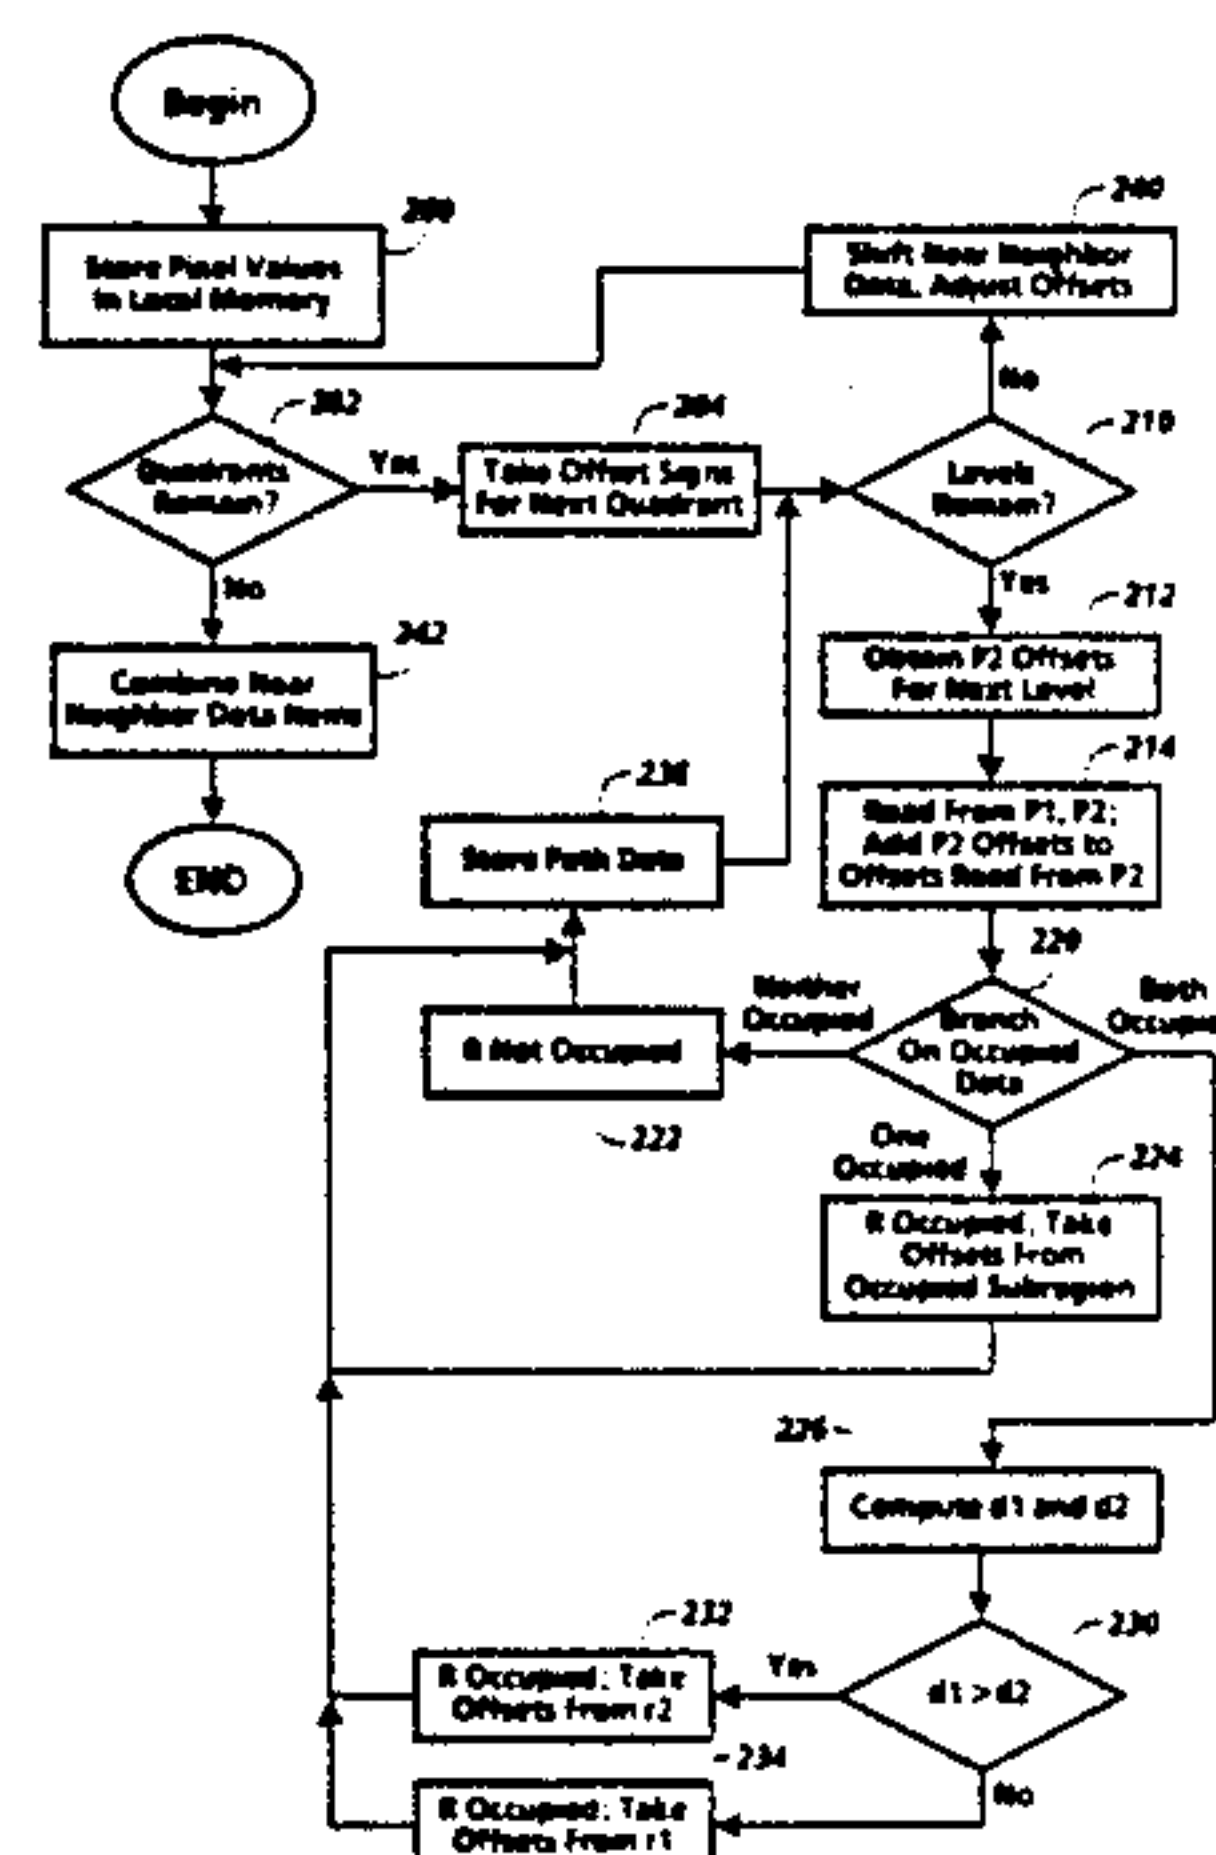 Begin
200
Store Pixel Values
In Local Memory
240
Shift Near Neighbor
Data, Adjust Offsets
No
202
Quadrants
Remain?
Yes
204
Take Offset Signs
For Next Quadrant
210
Levels
Remain?
No
Yes
242
Combine Near
Neighbor Data Items
END
212
Obtain P2 Offsets
For Next Level
214
Read From P1, P2;
Add P2 Offsets to
Offsets Read From P2
236
Store Path Data
220
Branch
On Occupied
Data
Neither
Occupied
Both
R Not Occupied
222
One
Occupied
224
R Occupied; Take
Offsets From
Occupied Subregion
226
Compute d1 and d2
230
d1 > d2
Yes
232
R Occupied; Take
Offsets From r2
234
No
R Occupied; Take
Offsets From r1